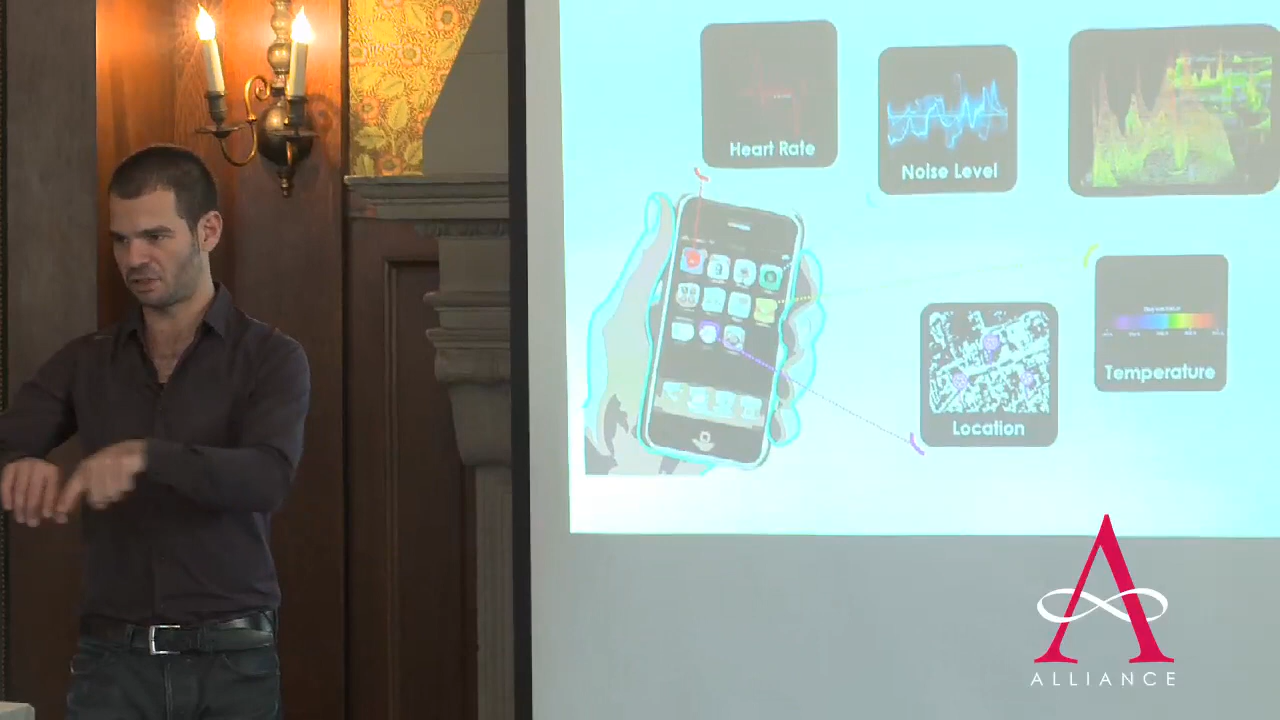 Heart Rate
Noise Level
Temperature
Location
ALLIANCE